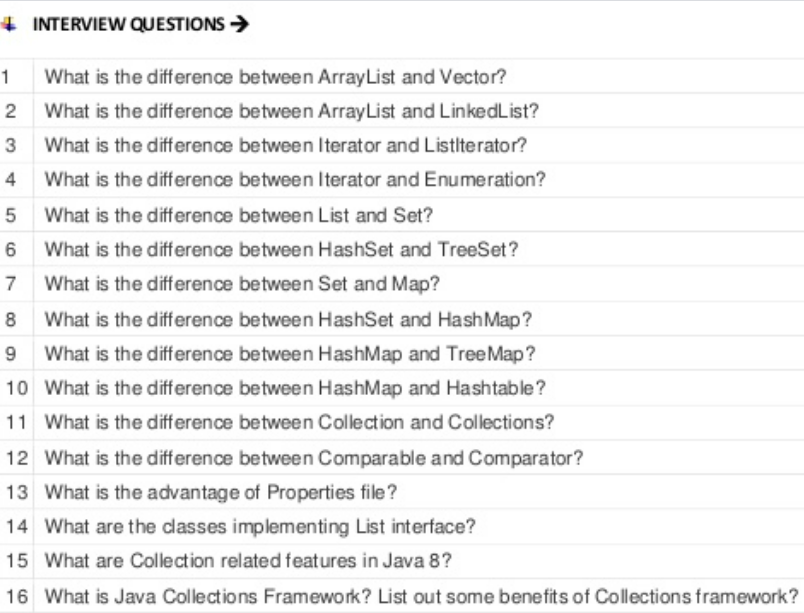 INTERVIEW QUESTIONS →
1 What is the difference between ArrayList and Vector?
2 What is the difference between ArrayList and LinkedList?
3 What is the difference between Iterator and ListIterator?
4 What is the difference between Iterator and Enumeration?
5 What is the difference between List and Set?
6 What is the difference between HashSet and TreeSet?
7 What is the difference between Set and Map?
8 What is the difference between HashSet and HashMap?
9 What is the difference between HashMap and TreeMap?
10 What is the difference between HashMap and Hashtable?
11 What is the difference between Collection and Collections?
12 What is the difference between Comparable and Comparator?
13 What is the advantage of Properties file?
14 What are the classes implementing List interface?
15 What are Collection related features in Java 8?
16 What is Java Collections Framework? List out some benefits of Collections framework?